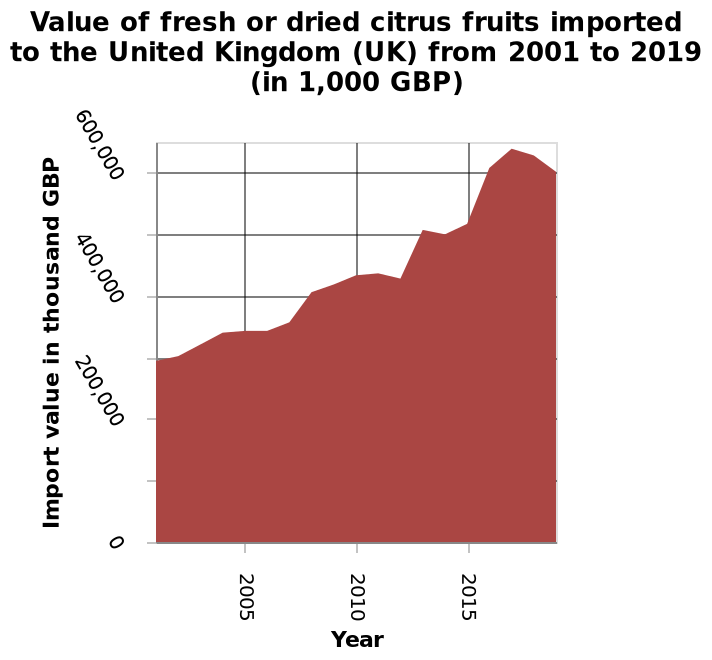 Value of fresh or dried citrus fruits imported
to the United Kingdom (UK) from 2001 to 2019
(in 1,000 GBP)
Import value in thousand GBP
600,000
400,000
200,000
0
2005
2010
2015
Year